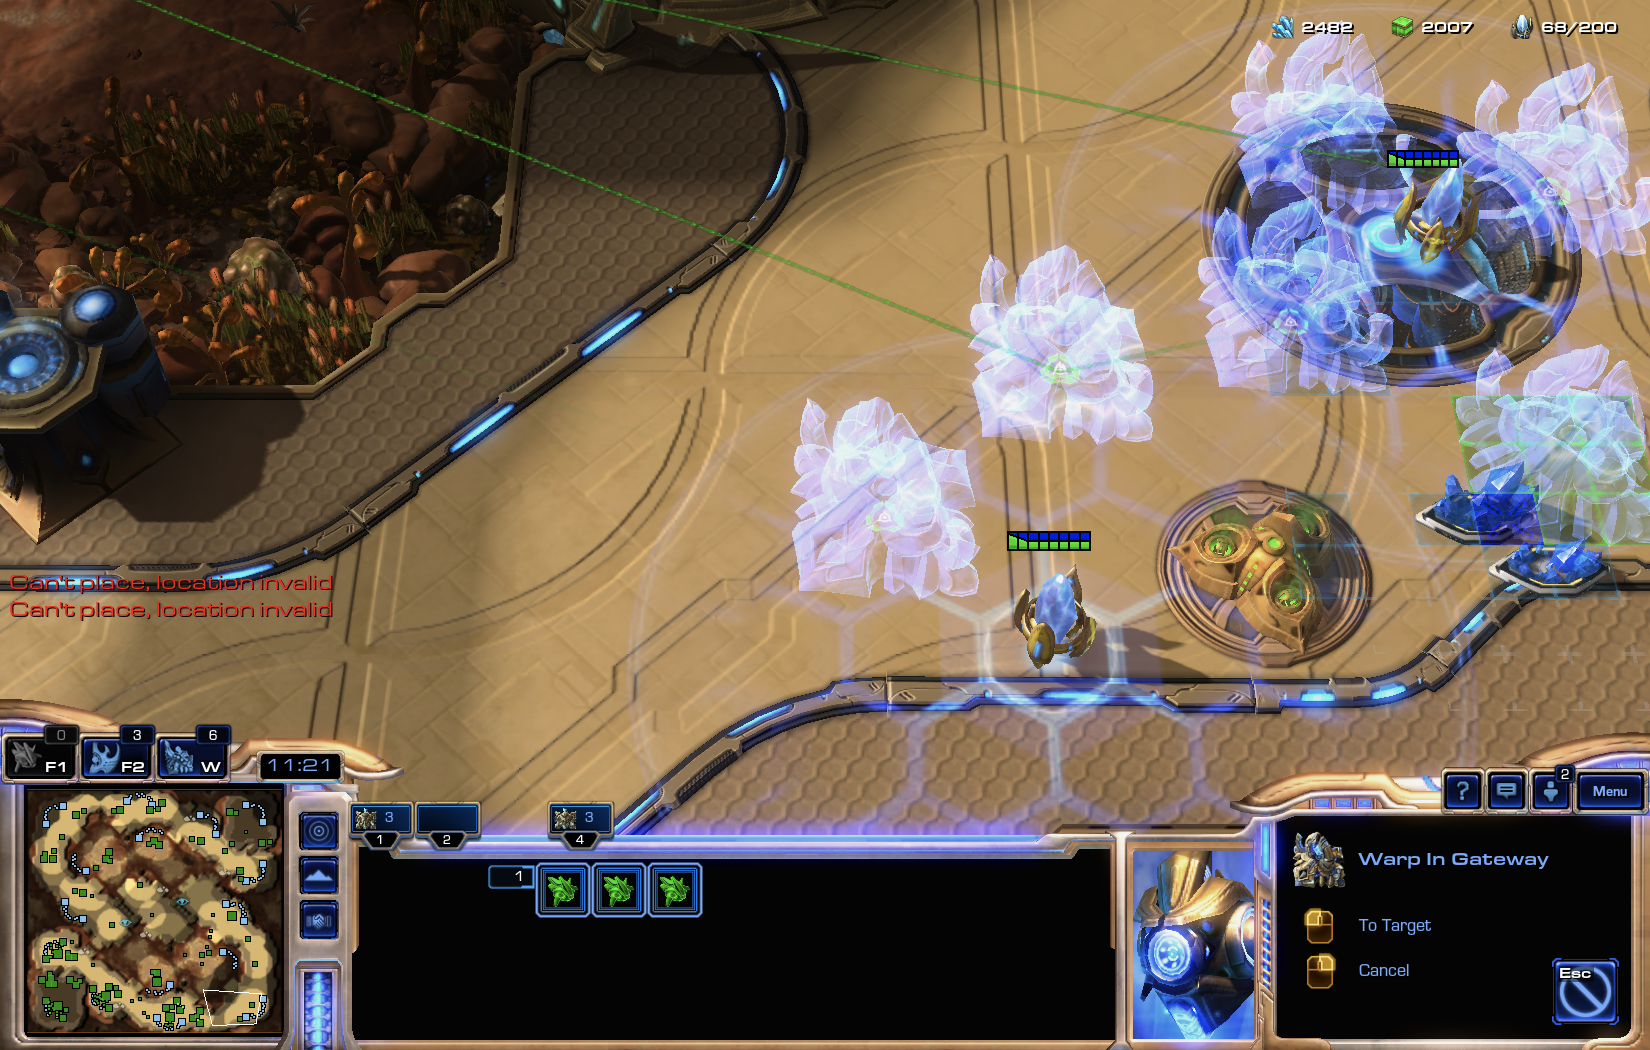 2482 2007 68/200
Can't place, location invalid
Can't place, location invalid
0 3 6
F1 F2 W
11:21
2
? Menu
3 3
1 2 4
1
Warp In Gateway
To Target
Cancel
Esc